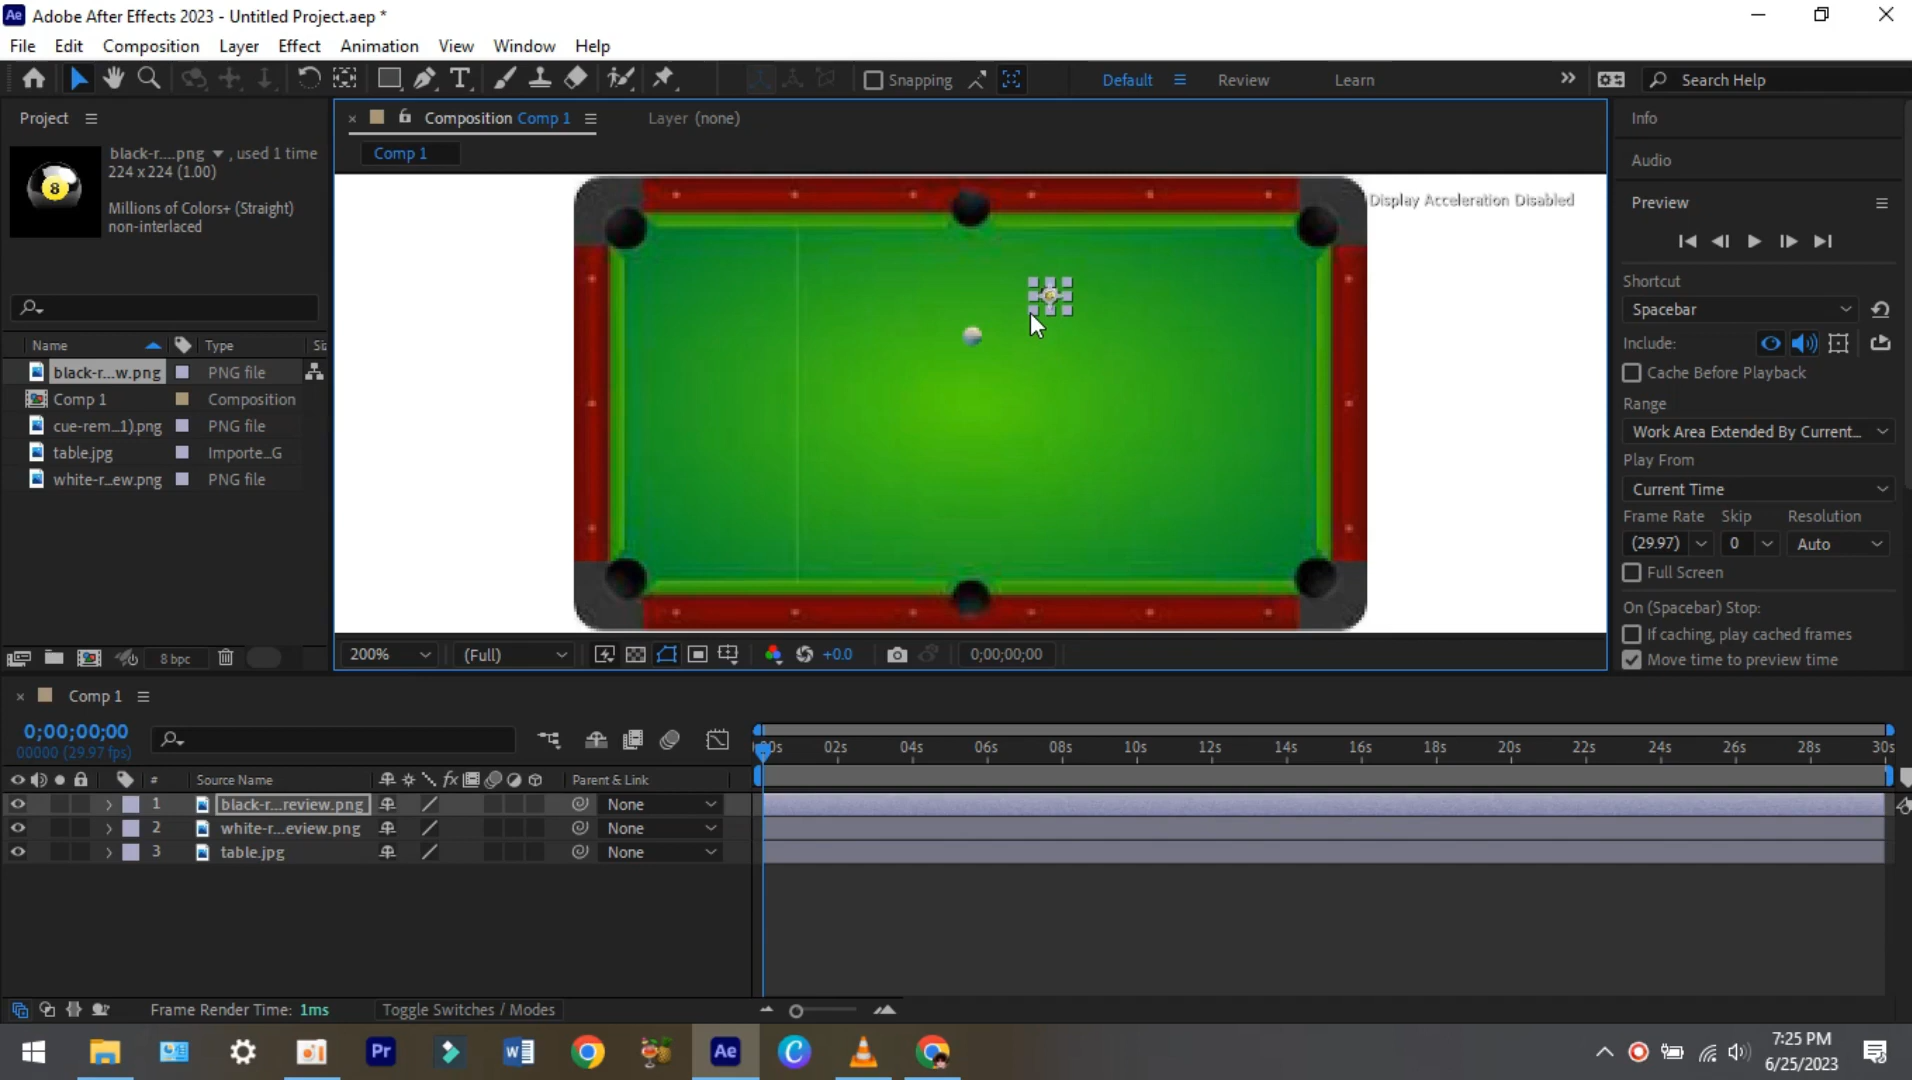 Ae Adobe After Effects 2023 - Untitled Project.aep *
File Edit Composition Layer Effect Animation View Window Help
T Snapping Default Review Learn Search Help
Project
black-r....png , used 1 time
224 x 224 (1.00)
Millions of Colors+ (Straight)
non-interlaced
8
Name Type Siz
black-r...w.png PNG file
Comp 1 Composition
cue-rem...1).png PNG file
table.jpg Importe...G
white-r...ew.png PNG file
8 bpc
Composition Comp 1 Layer (none)
Comp 1
Display Acceleration Disabled
200% (Full) +0.0 0;00;00;00
Info
Audio
Preview
Shortcut
Spacebar
Include:
Cache Before Playback
Range
Work Area Extended By Current...
Play From
Current Time
Frame Rate Skip Resolution
(29.97) 0 Auto
Full Screen
On (Spacebar) Stop:
If caching, play cached frames
Move time to preview time
Comp 1
0;00;00;00
00000 (29.97 fps)
00s 02s 04s 06s 08s 10s 12s 14s 16s 18s 20s 22s 24s 26s 28s 30s
# Source Name fx Parent & Link
1 black-r...review.png None
2 white-r...eview.png None
3 table.jpg None
Frame Render Time: 1ms Toggle Switches / Modes
Pr Ae
7:25 PM
6/25/2023